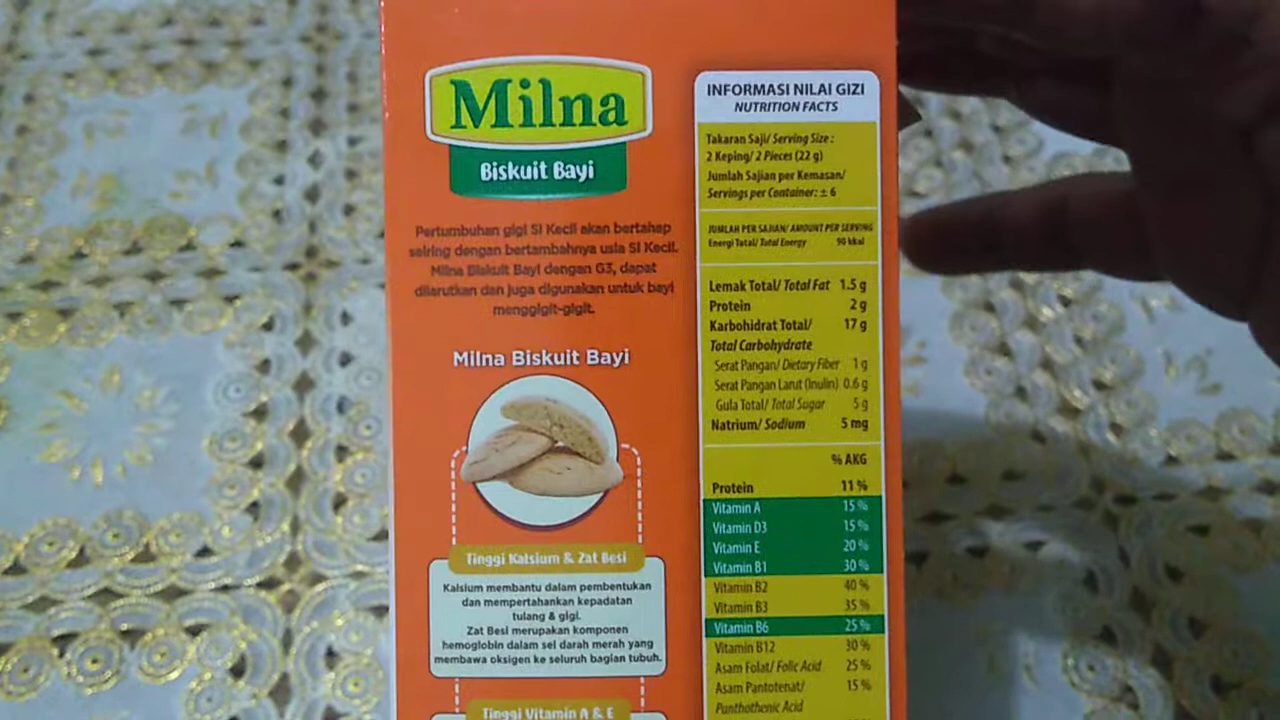 Milna
Biskuit Bayi
Pertumbuhan gigi Si Kecil akan bertahap
seiring dengan bertambahnya usia Si Kecil.
Milna Biskuit Bayi dengan G3, dapat
dilarutkan dan juga digunakan untuk bayi
menggigit-gigit.
Milna Biskuit Bayi
Tinggi Kalsium & Zat Besi
Kalsium membantu dalam pembentukan
dan mempertahankan kepadatan
tulang & gigi.
Zat Besi merupakan komponen
hemoglobin dalam sel darah merah yang
membawa oksigen ke seluruh bagian tubuh.
Tinggi Vitamin A & E
INFORMASI NILAI GIZI
NUTRITION FACTS
Takaran Saji/ Serving Size :
2 Keping/ 2 Pieces (22 g)
Jumlah Sajian per Kemasan/
Servings per Container: ± 6
JUMLAH PER SAJIAN/ AMOUNT PER SERVING
Energi Total/ Total Energy 90 kkal
Lemak Total/ Total Fat 1.5 g
Protein 2 g
Karbohidrat Total/ 17 g
Total Carbohydrate
Serat Pangan/ Dietary Fiber 1 g
Serat Pangan Larut (Inulin) 0.6 g
Gula Total/ Total Sugar 5 g
Natrium/ Sodium 5 mg
% AKG
Protein 11 %
Vitamin A 15 %
Vitamin D3 15 %
Vitamin E 20 %
Vitamin B1 30 %
Vitamin B2 40 %
Vitamin B3 35 %
Vitamin B6 25 %
Vitamin B12 30 %
Asam Folat/ Folic Acid 25 %
Asam Pantotenat/ 15 %
Panthothenic Acid